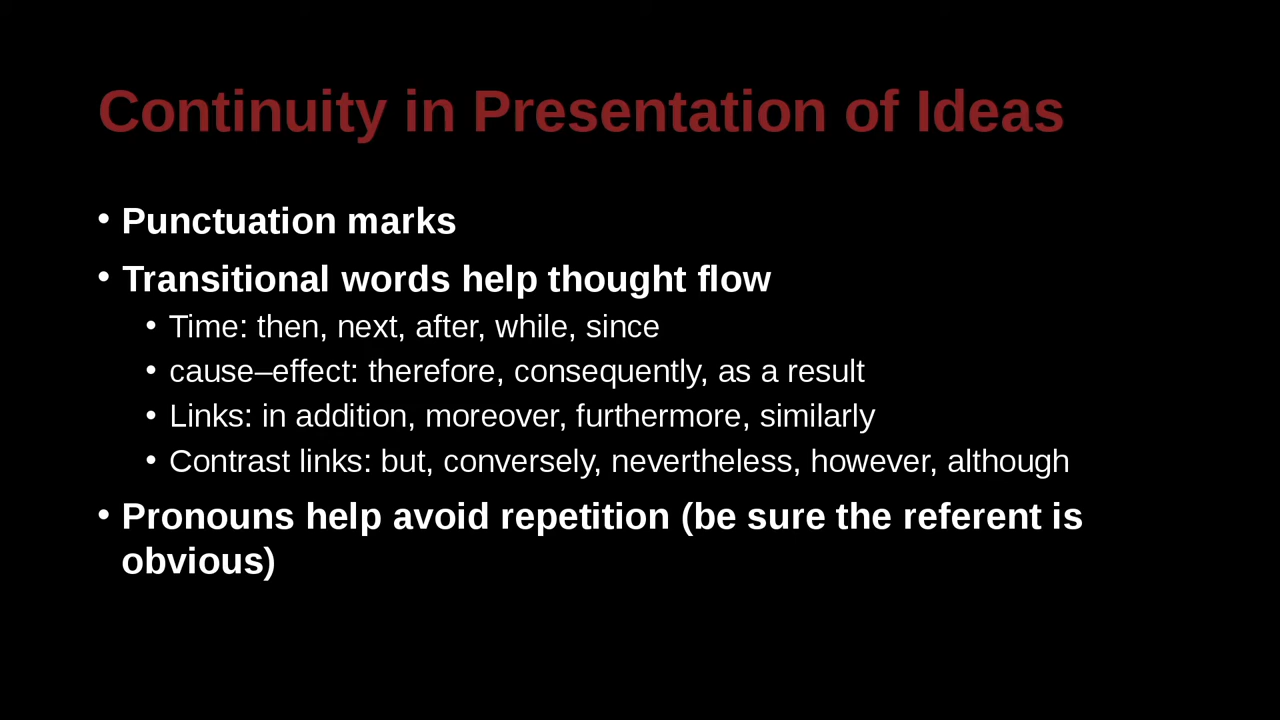 Continuity in Presentation of Ideas
• Punctuation marks
• Transitional words help thought flow
• Time: then, next, after, while, since
• cause–effect: therefore, consequently, as a result
• Links: in addition, moreover, furthermore, similarly
• Contrast links: but, conversely, nevertheless, however, although
• Pronouns help avoid repetition (be sure the referent is
obvious)